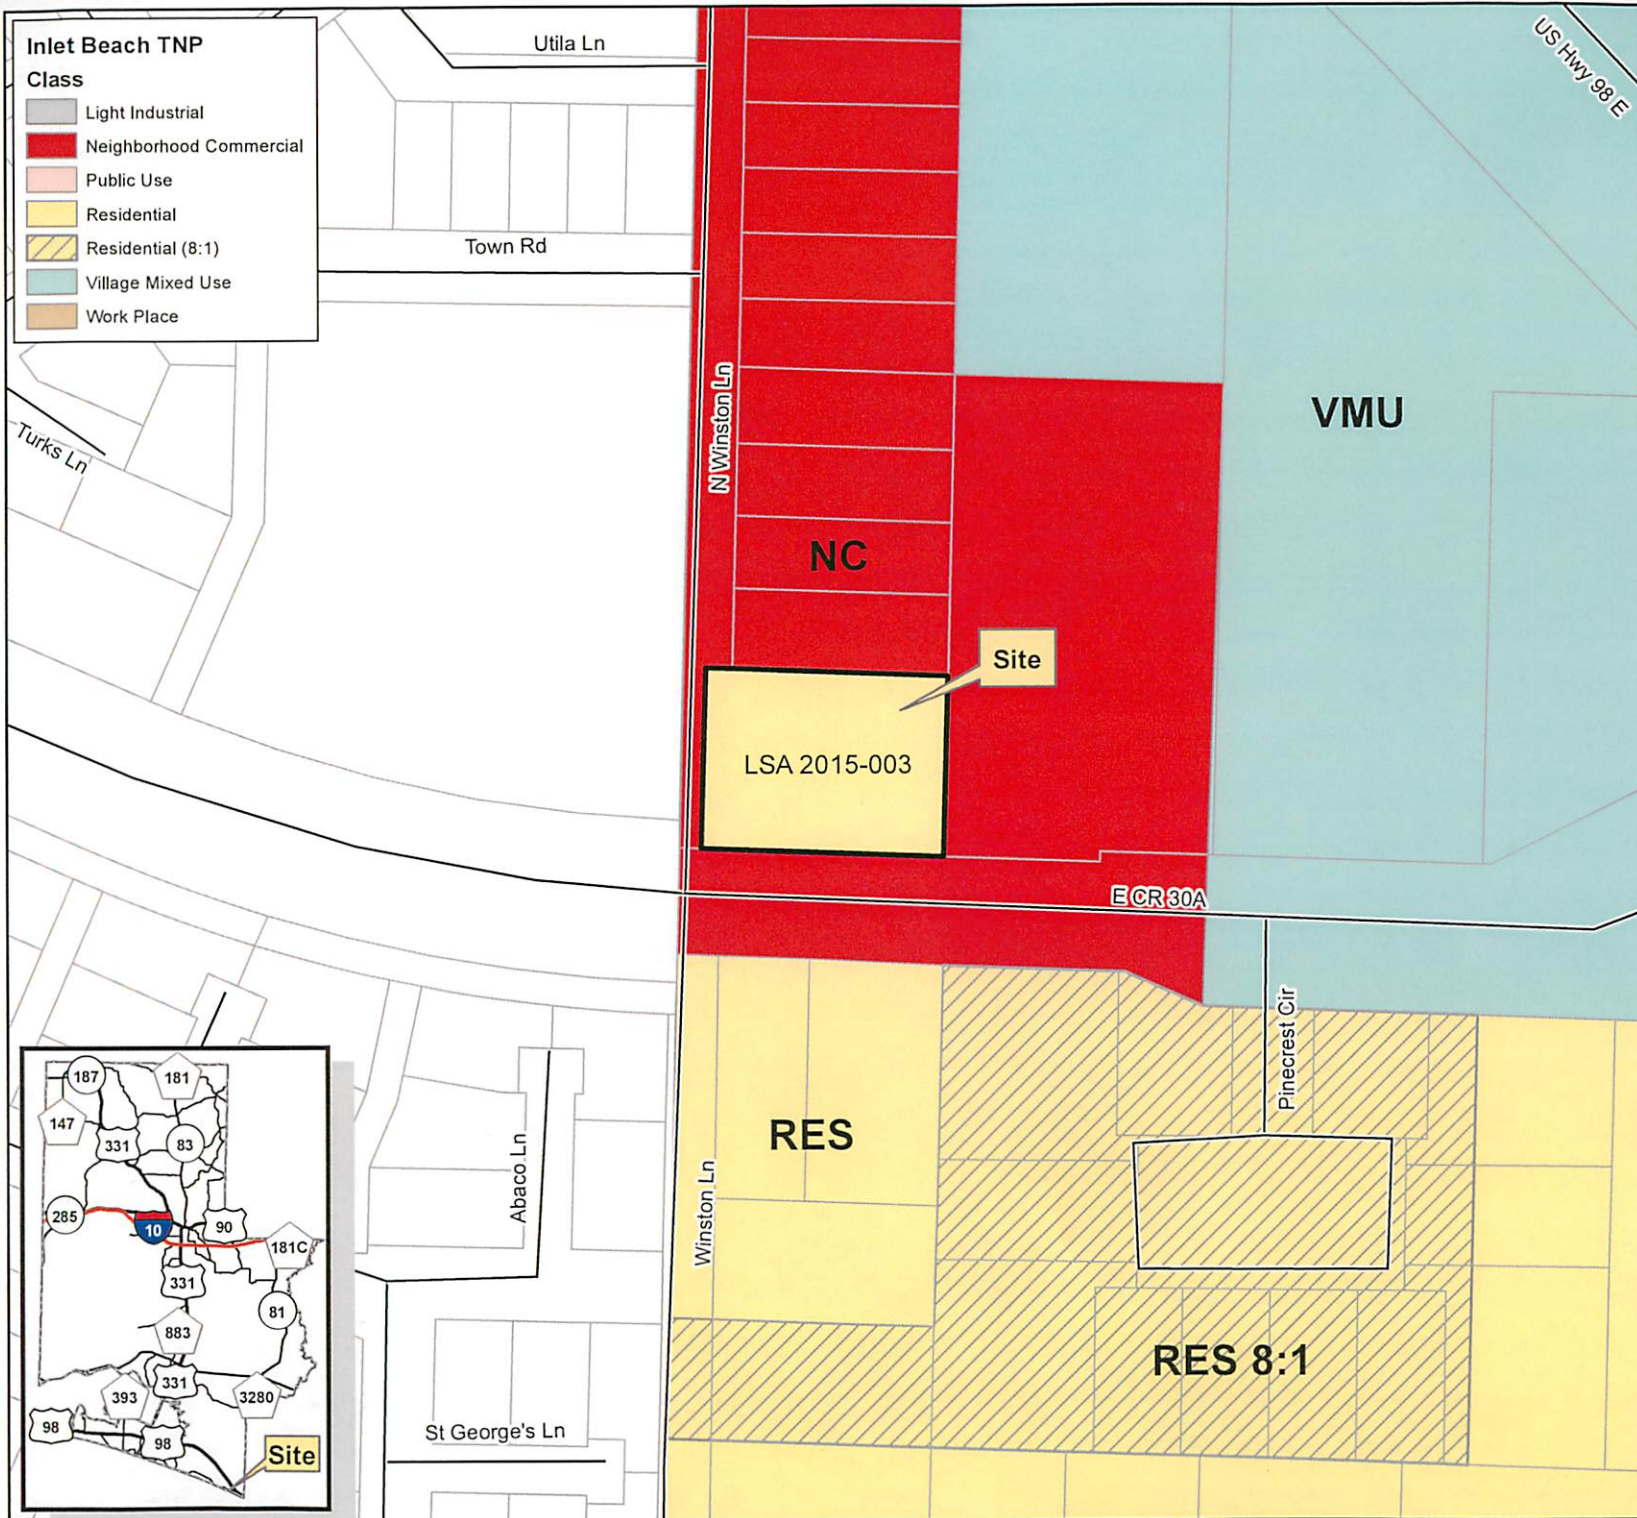 Inlet Beach TNP
Class
Light Industrial
Neighborhood Commercial
Public Use
Residential
Residential (8:1)
Village Mixed Use
Work Place
Utila Ln
US Hwy 98 E
Town Rd
Turks Ln
N Winston Ln
VMU
NC
Site
LSA 2015-003
E CR 30A
Pinecrest Cir
RES
Winston Ln
Abaco Ln
RES 8:1
St George's Ln
187
181
147
331
83
285
10
90
181C
331
81
883
331
393
3280
98
98
Site